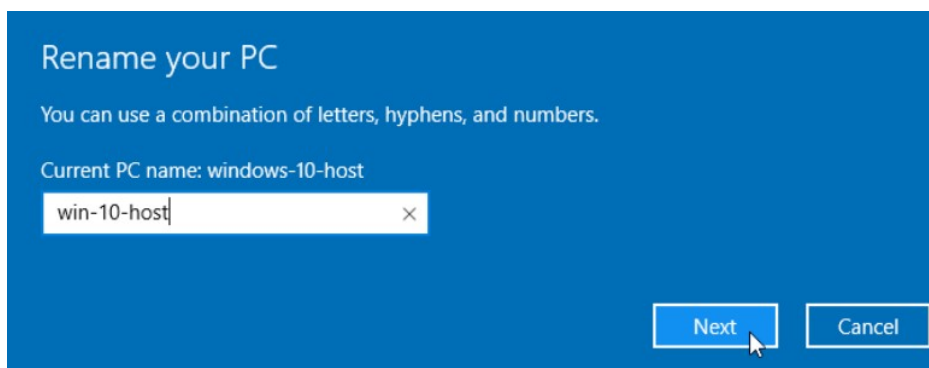 Rename your PC
You can use a combination of letters, hyphens, and numbers.
Current PC name: windows-10-host
win-10-host
Next
Cancel